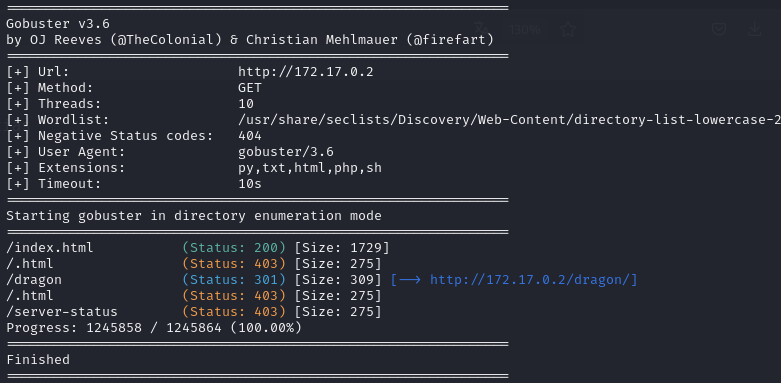 ===============================================================
Gobuster v3.6
by OJ Reeves (@TheColonial) & Christian Mehlmauer (@firefart)
===============================================================
[+] Url:                     http://172.17.0.2
[+] Method:                  GET
[+] Threads:                 10
[+] Wordlist:                /usr/share/seclists/Discovery/Web-Content/directory-list-lowercase-2
[+] Negative Status codes:   404
[+] User Agent:              gobuster/3.6
[+] Extensions:              py,txt,html,php,sh
[+] Timeout:                 10s
===============================================================
Starting gobuster in directory enumeration mode
===============================================================
/index.html           (Status: 200) [Size: 1729]
/.html                (Status: 403) [Size: 275]
/dragon               (Status: 301) [Size: 309] [--> http://172.17.0.2/dragon/]
/.html                (Status: 403) [Size: 275]
/server-status        (Status: 403) [Size: 275]
Progress: 1245858 / 1245864 (100.00%)
===============================================================
Finished
===============================================================